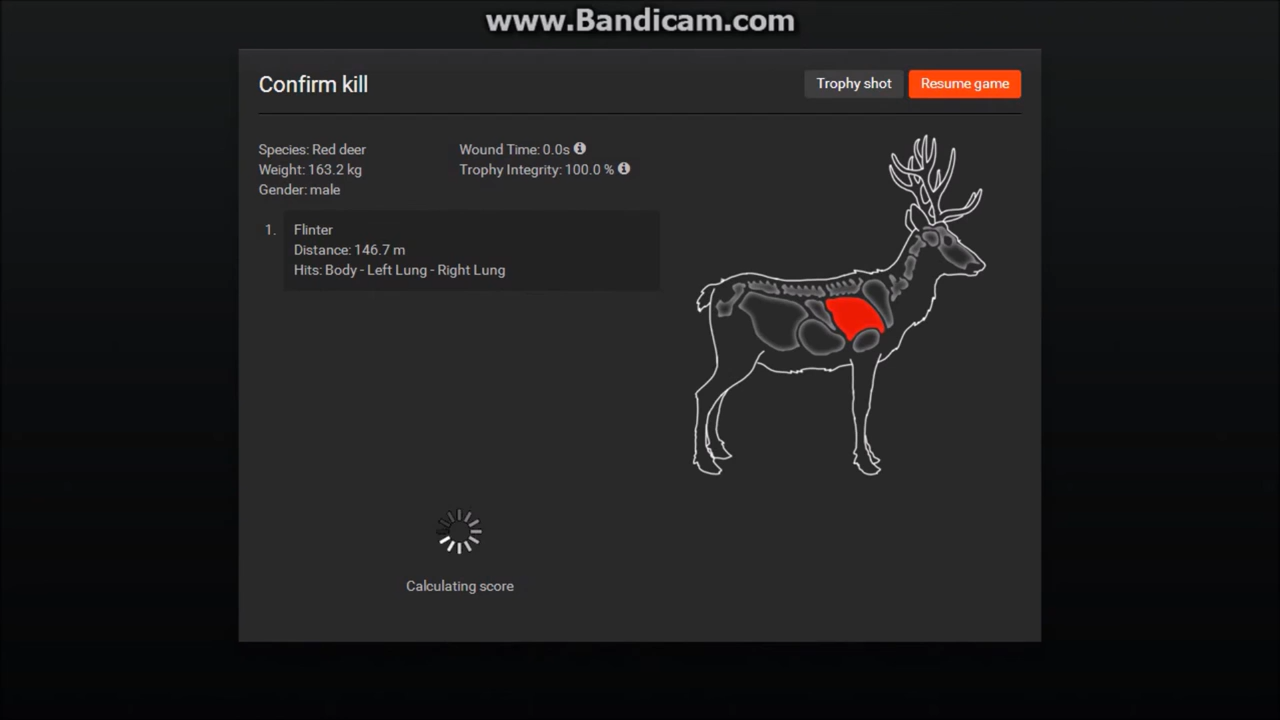 www.Bandicam.com
Confirm kill
Trophy shot
Resume game
Species: Red deer
Weight: 163.2 kg
Gender: male
Wound Time: 0.0s
Trophy Integrity: 100.0 %
1.
Flinter
Distance: 146.7 m
Hits: Body - Left Lung - Right Lung
Calculating score